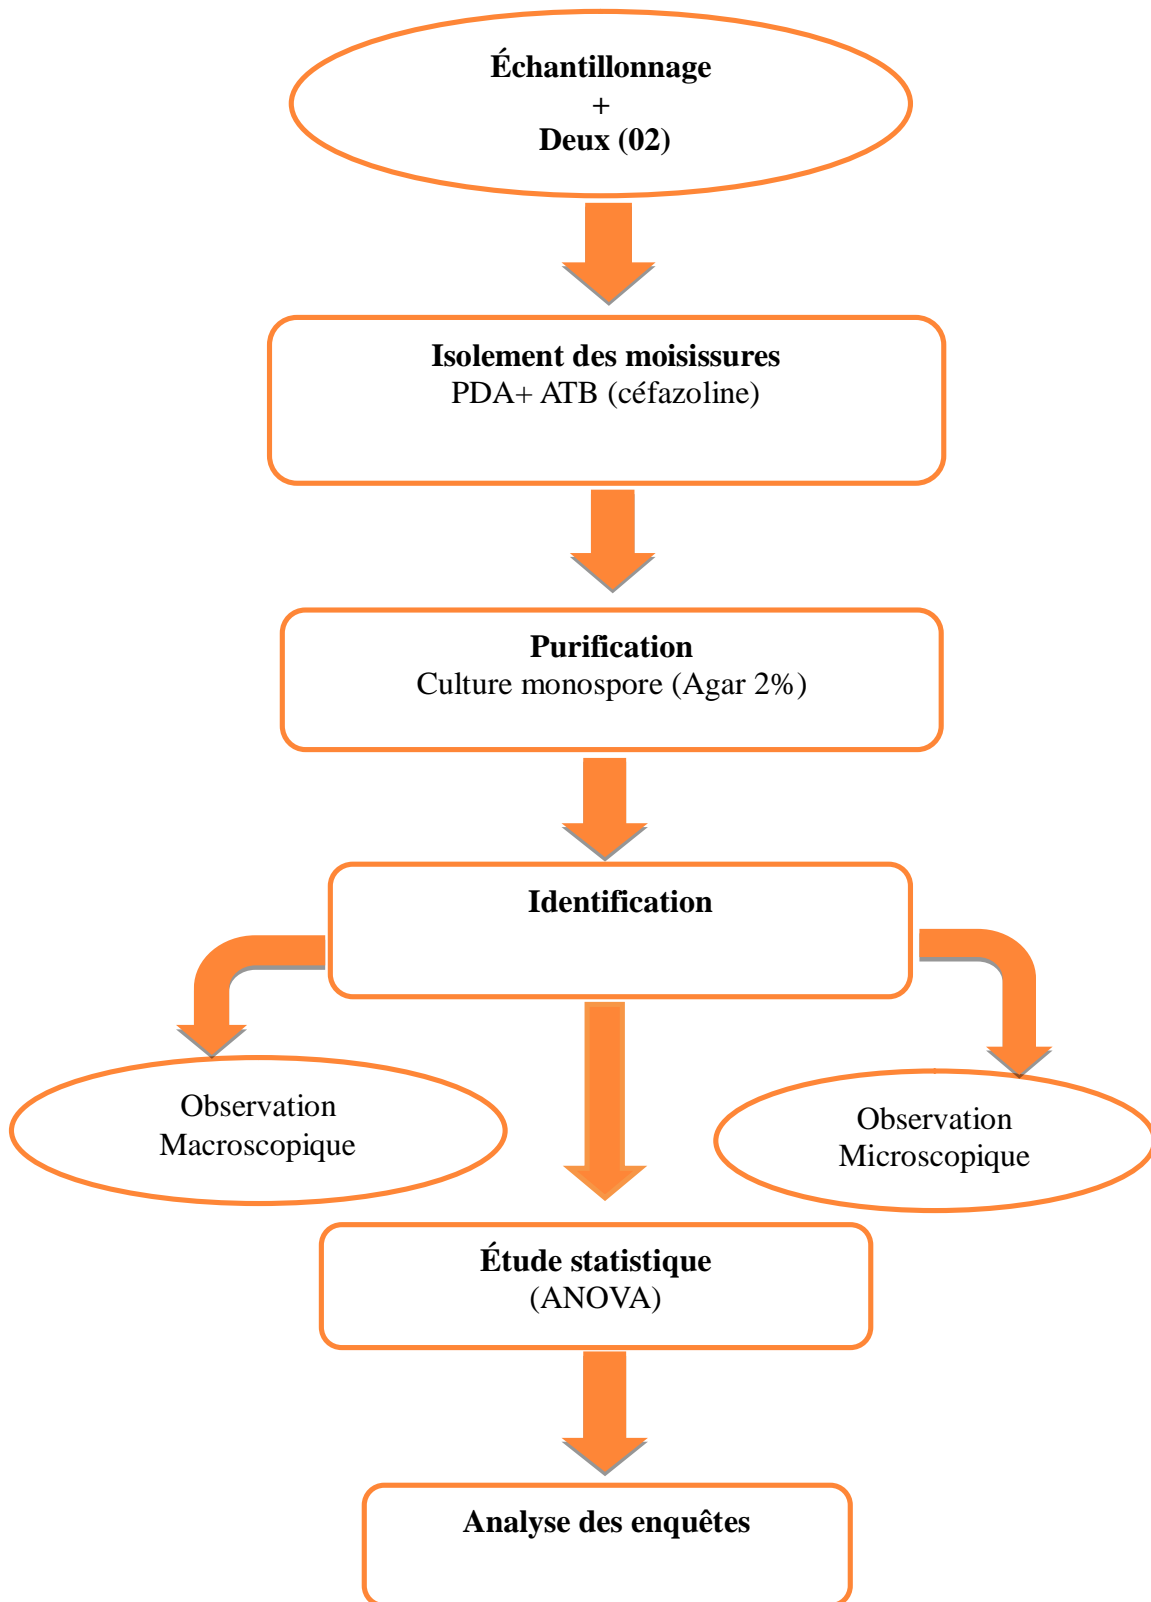 Échantillonnage
+
Deux (02)
Isolement des moisissures
PDA+ ATB (céfazoline)
Purification
Culture monospore (Agar 2%)
Identification
Observation
Macroscopique
Observation
Microscopique
Étude statistique
(ANOVA)
Analyse des enquêtes